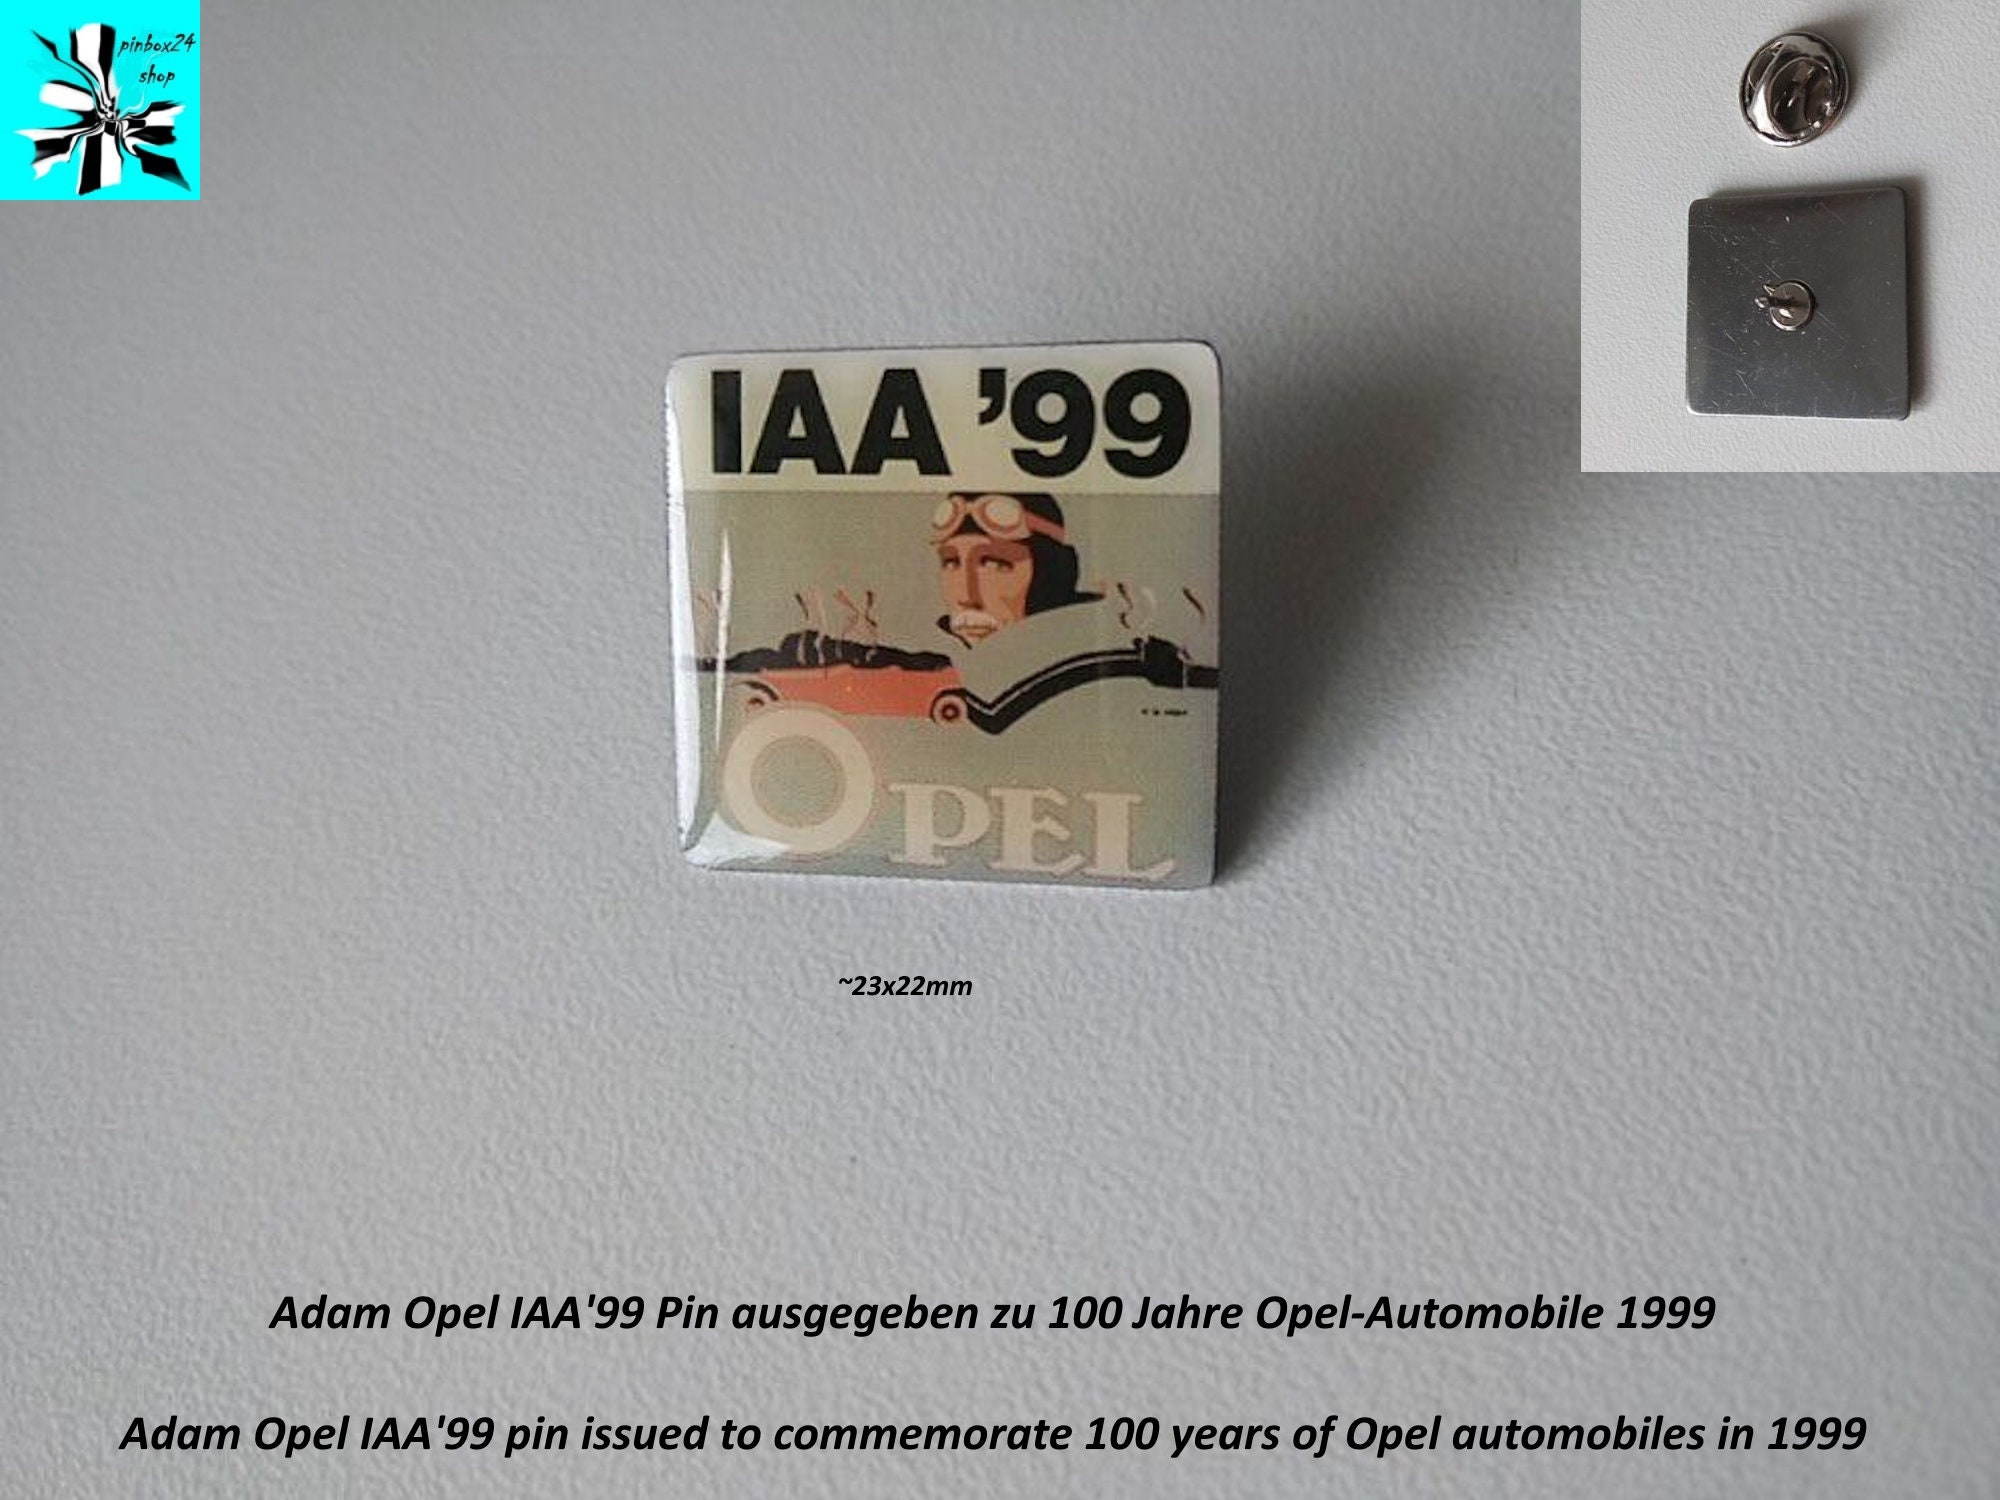 pinbox24
shop
IAA '99
OPEL
~23x22mm
Adam Opel IAA'99 Pin ausgegeben zu 100 Jahre Opel-Automobile 1999
Adam Opel IAA'99 pin issued to commemorate 100 years of Opel automobiles in 1999